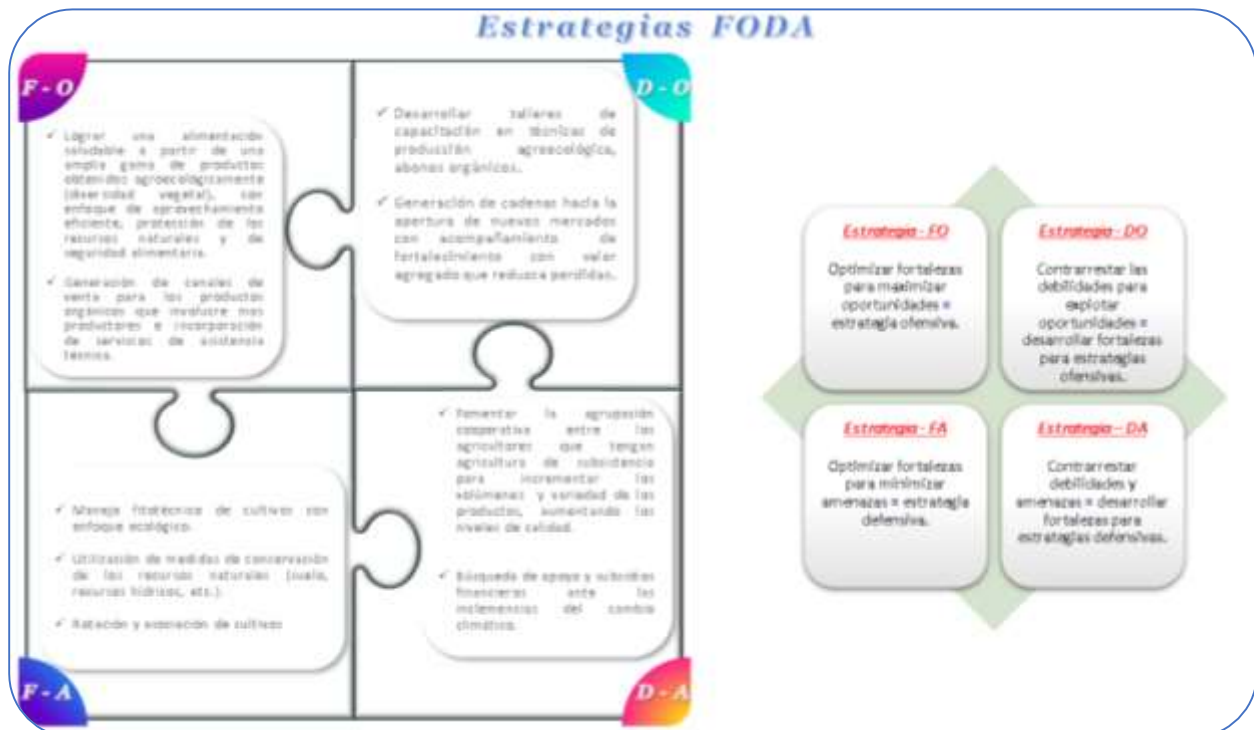 Estrategias FODA
F - O
✓ Lograr una alimentación
saludable a partir de una
amplia gama de productos
obtenidos agroecológicamente
(diversidad vegetal), con
enfoque de aprovechamiento
eficiente, protección de los
recursos naturales y de
seguridad alimentaria.
✓ Generación de canales de
venta para los productos
orgánicos que involucre mas
productores e incorporación
de servicios de asistencia
técnica.
D - O
✓ Desarrollar talleres de
capacitación en técnicas de
producción agroecológica,
abonos orgánicos.
✓ Generación de cadenas hacia la
apertura de nuevos mercados
con acompañamiento de
fortalecimiento con valor
agregado que reduzca perdidas.
F - A
✓ Manejo fitotécnico de cultivos con
enfoque ecológico.
✓ Utilización de medidas de conservación
de los recursos naturales (suelo,
recursos hídricos, etc.).
✓ Rotación y asociación de cultivos
D - A
✓ Fomentar la agrupación
cooperativa entre los
agricultores que tengan
agricultura de subsistencia
para incrementar los
volúmenes y variedad de los
productos, aumentando los
niveles de calidad.
✓ Búsqueda de apoyo y subsidios
financieros ante las
inclemencias del cambio
climático.
Estrategia - FO
Optimizar fortalezas
para maximizar
oportunidades =
estrategia ofensiva.
Estrategia - DO
Contrarrestar las
debilidades para
explotar
oportunidades =
desarrollar fortalezas
para estrategias
ofensivas.
Estrategia - FA
Optimizar fortalezas
para minimizar
amenazas = estrategia
defensiva.
Estrategia – DA
Contrarrestar
debilidades y
amenazas = desarrollar
fortalezas para
estrategias defensivas.